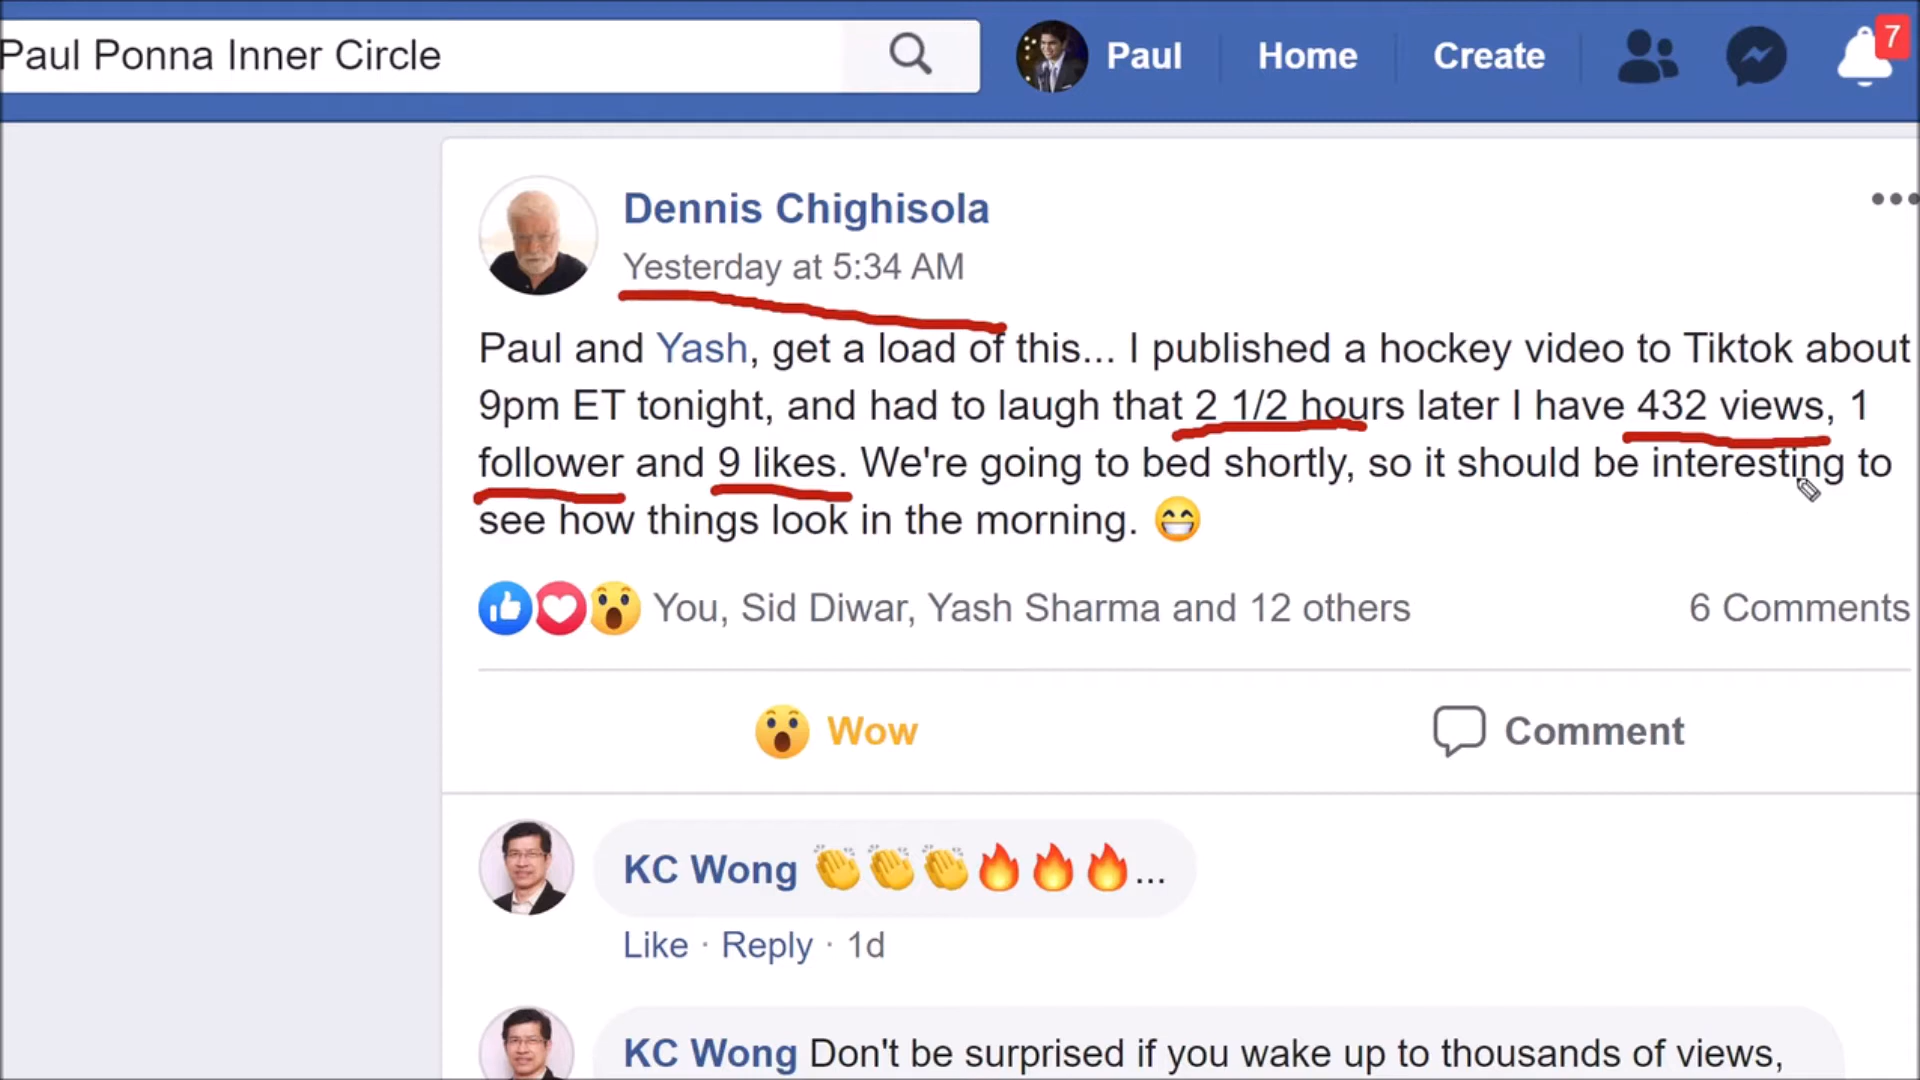 Paul Ponna Inner Circle
Paul
Home
Create
7
Dennis Chighisola
Yesterday at 5:34 AM
Paul and Yash, get a load of this... I published a hockey video to Tiktok about
9pm ET tonight, and had to laugh that 2 1/2 hours later I have 432 views, 1
follower and 9 likes. We're going to bed shortly, so it should be interesting to
see how things look in the morning. 😁
You, Sid Diwar, Yash Sharma and 12 others
6 Comments
Wow
Comment
KC Wong 👏👏👏🔥🔥🔥...
Like · Reply · 1d
KC Wong Don't be surprised if you wake up to thousands of views,